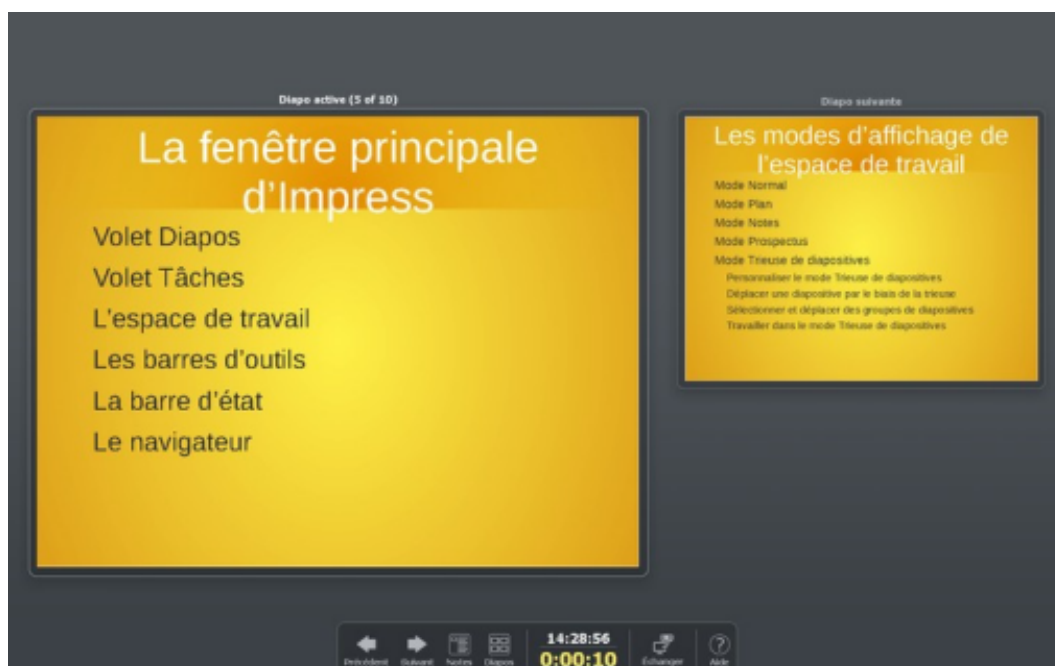 Diapo active (5 of 10)
La fenêtre principale
d'Impress
Volet Diapos
Volet Tâches
L'espace de travail
Les barres d'outils
La barre d'état
Le navigateur
Diapo suivante
Les modes d'affichage de
l'espace de travail
Mode Normal
Mode Plan
Mode Notes
Mode Prospectus
Mode Trieuse de diapositives
Personnaliser le mode Trieuse de diapositives
Déplacer une diapositive par le biais de la trieuse
Sélectionner et déplacer des groupes de diapositives
Travailler dans le mode Trieuse de diapositives
Précédent Suivant Notes Diapos
14:28:56
0:00:10
Échanger
Aide